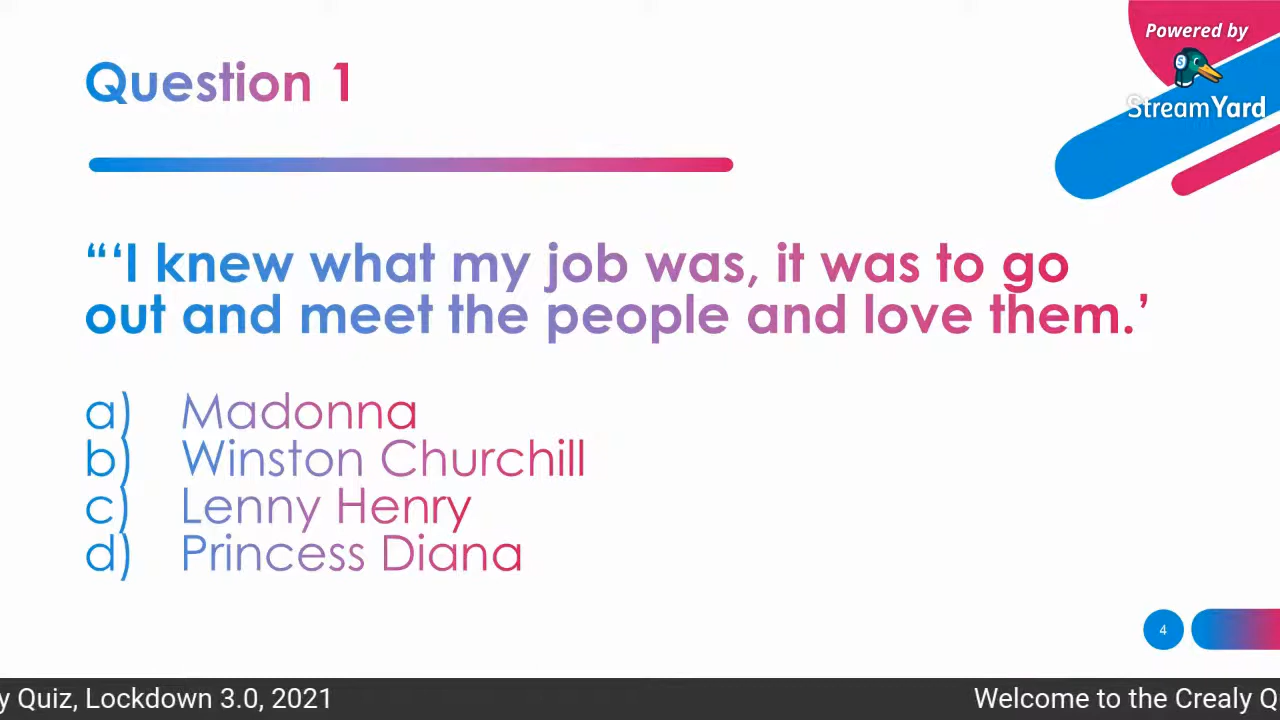 Powered by
StreamYard
Question 1
“‘I knew what my job was, it was to go
out and meet the people and love them.’
a) Madonna
b) Winston Churchill
c) Lenny Henry
d) Princess Diana
4
y Quiz, Lockdown 3.0, 2021 Welcome to the Crealy Q